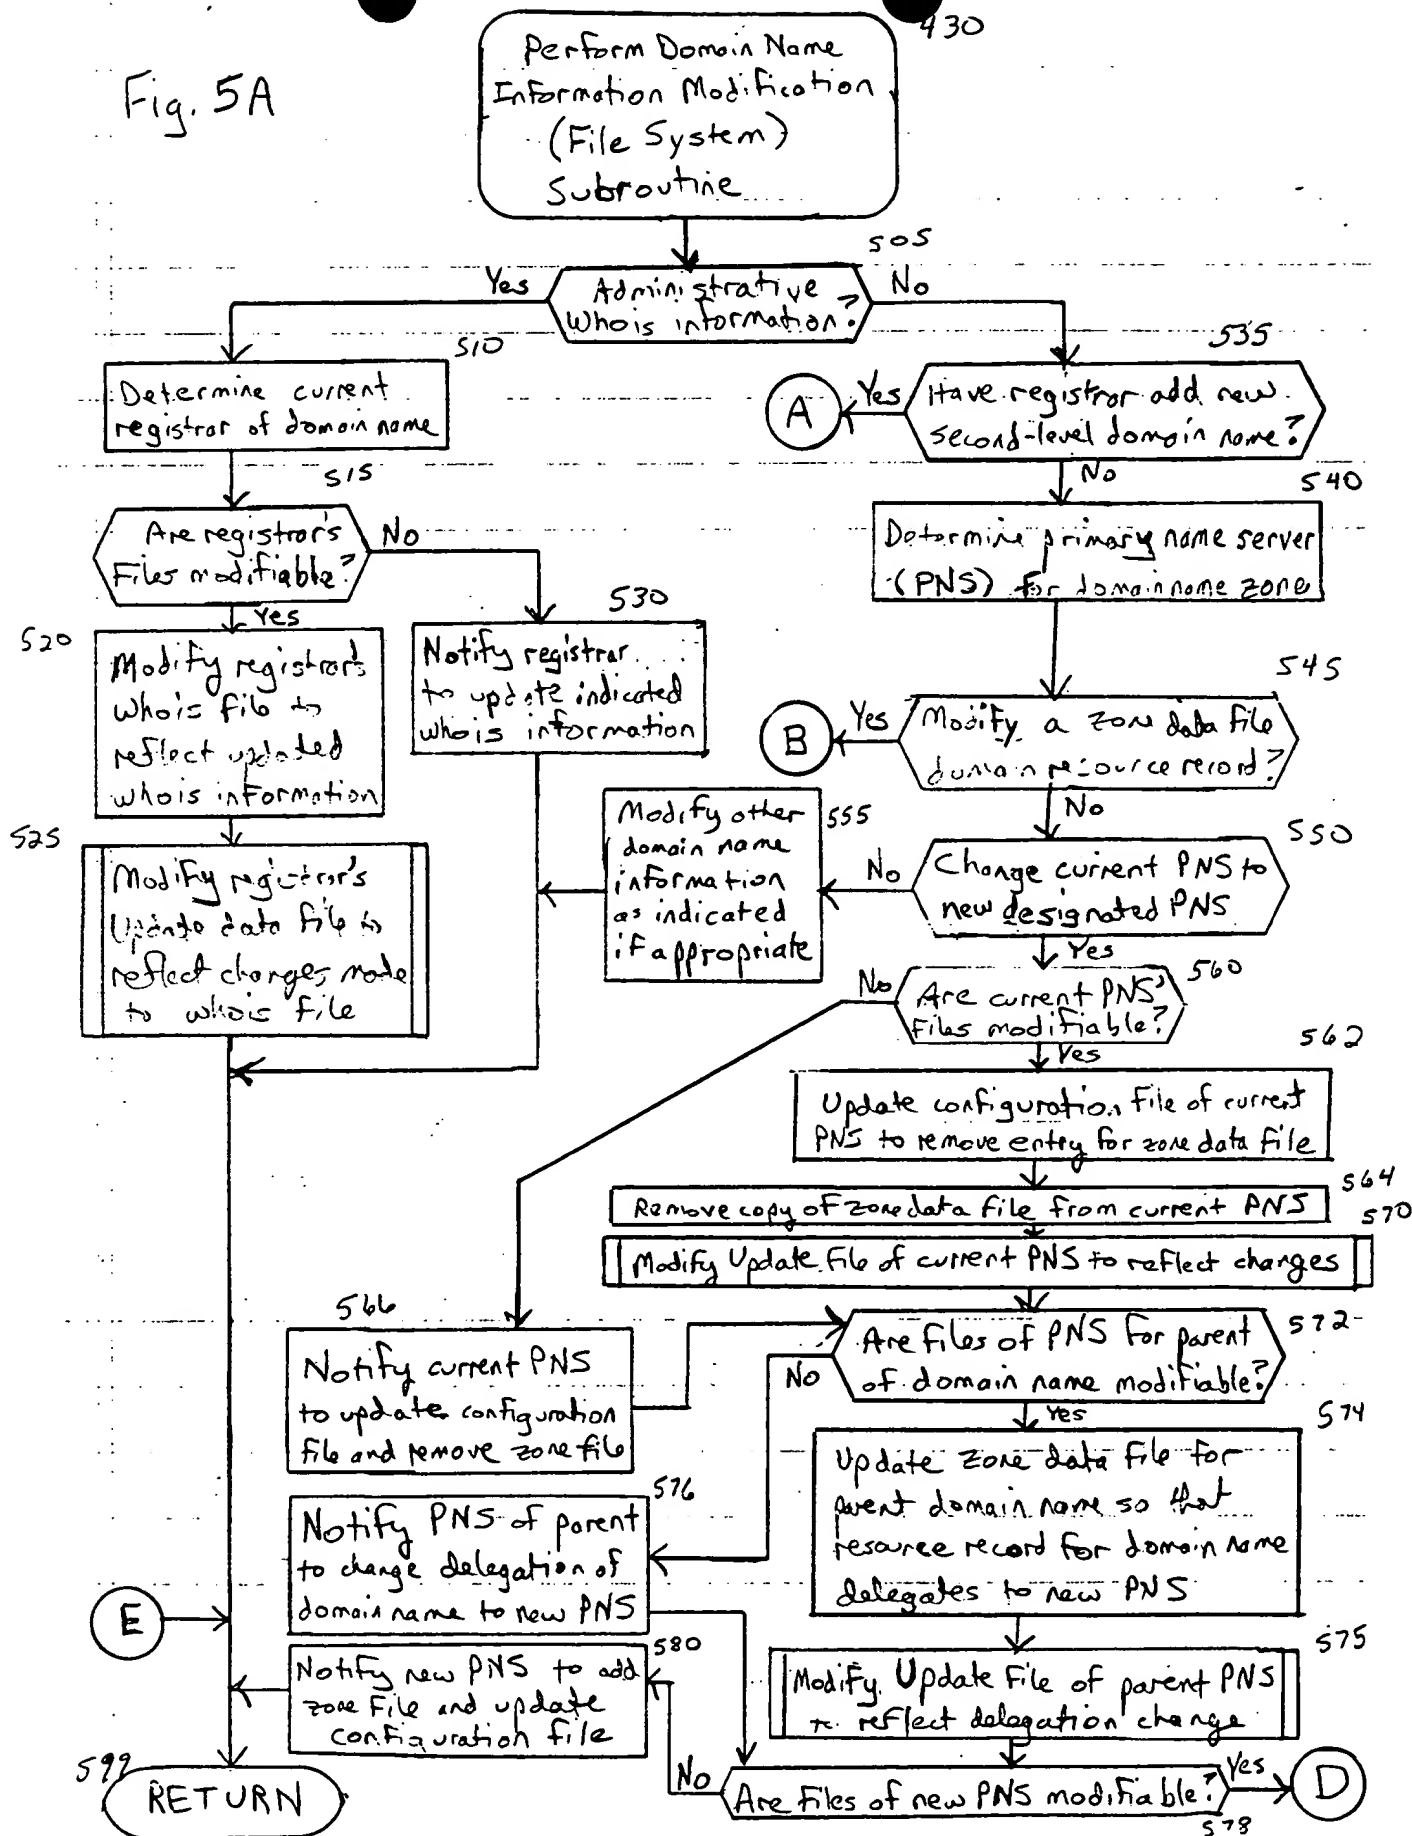 Fig. 5A
430
Perform Domain Name
Information Modification
(File System)
Subroutine
505
Yes
Administrative
Whois information?
No
510
Determine current
registrar of domain name
535
A
Yes
Have registrar add new
second-level domain name?
No
515
Are registrar's
Files modifiable?
No
Yes
540
Determine primary name server
(PNS) for domain name zone
520
Modify registrar's
whois file to
reflect updated
whois information
530
Notify registrar
to update indicated
whois information
545
B
Yes
Modify a zone data file
domain resource record?
No
525
Modify registrar's
Update data file to
reflect changes made
to whois file
555
Modify other
domain name
information
as indicated
if appropriate
550
No
Change current PNS to
new designated PNS
Yes
560
No
Are current PNS'
Files modifiable?
Yes
562
Update configuration File of current
PNS to remove entry for zone data file
564
Remove copy of zone data file from current PNS
570
Modify Update File of current PNS to reflect changes
566
Notify current PNS
to update configuration
file and remove zone file
572
Are files of PNS for parent
of domain name modifiable?
No
Yes
574
Update zone data file for
parent domain name so that
resource record for domain name
delegates to new PNS
576
Notify PNS of parent
to change delegation of
domain name to new PNS
E
575
Modify Update File of parent PNS
to reflect delegation change
580
Notify new PNS to add
zone File and update
configuration file
599
RETURN
No
Are Files of new PNS modifiable?
Yes
D
578